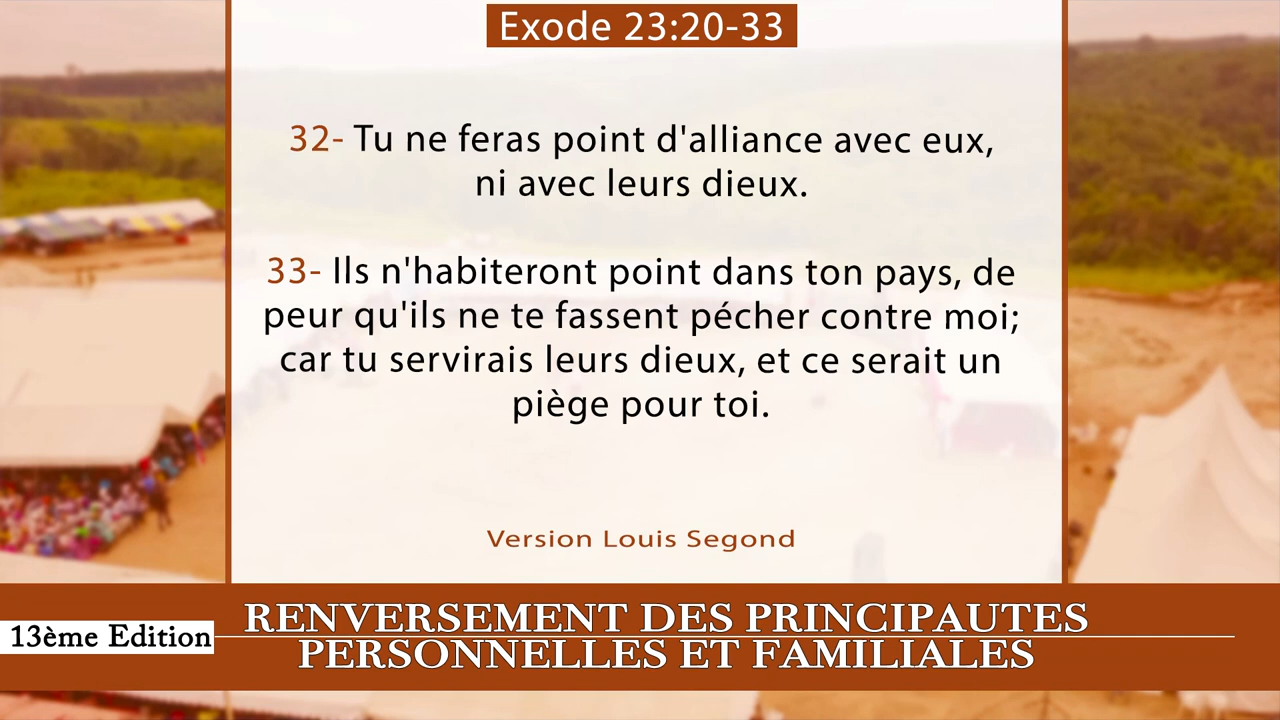 Exode 23:20-33
32- Tu ne feras point d'alliance avec eux,
ni avec leurs dieux.
33- Ils n'habiteront point dans ton pays, de
peur qu'ils ne te fassent pécher contre moi;
car tu servirais leurs dieux, et ce serait un
piège pour toi.
Version Louis Segond
13ème Edition
RENVERSEMENT DES PRINCIPAUTES
PERSONNELLES ET FAMILIALES